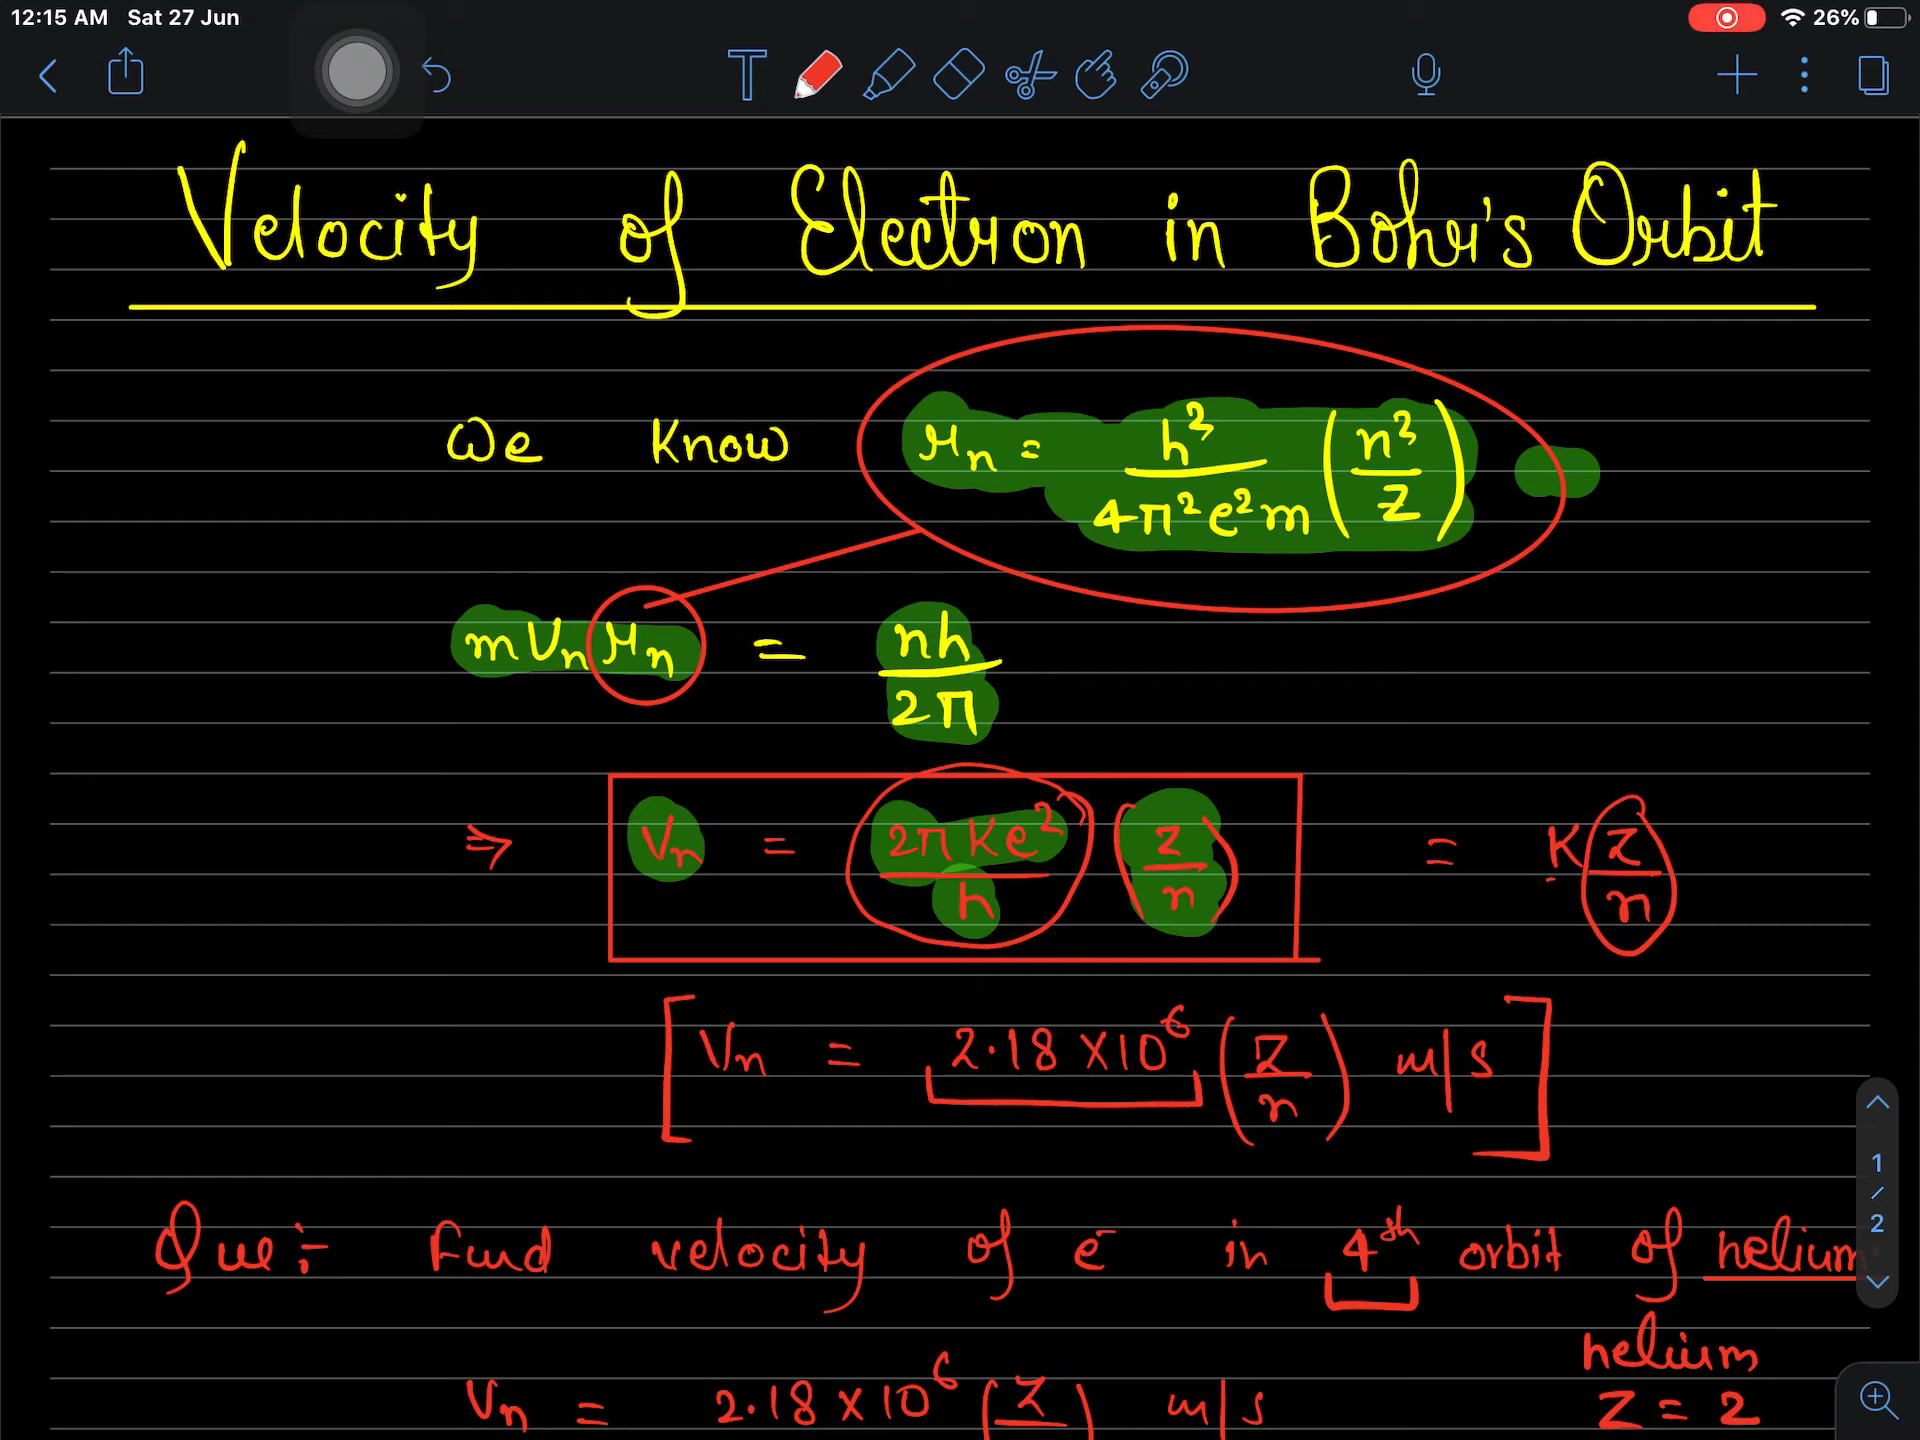 12:15 AM Sat 27 Jun 26%
T
Velocity of Electron in Bohr's Orbit
We know rn = h² / 4π²e²m (n²/Z)
mVnrn = nh/2π
⇒ Vn = 2πKe²/h (Z/n) = K Z/n
[Vn = 2.18 × 10⁶ (Z/n) m/s]
Que:- Find velocity of e⁻ in 4th orbit of helium
1 / 2
helium
Vn = 2.18 × 10⁶ (Z m/s Z = 2